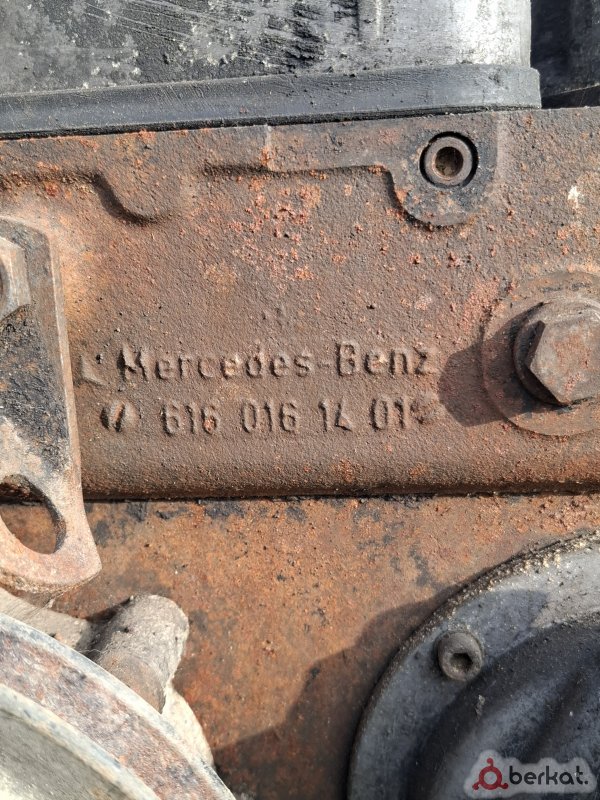 Mercedes-Benz
616 016 14 01
berkat.